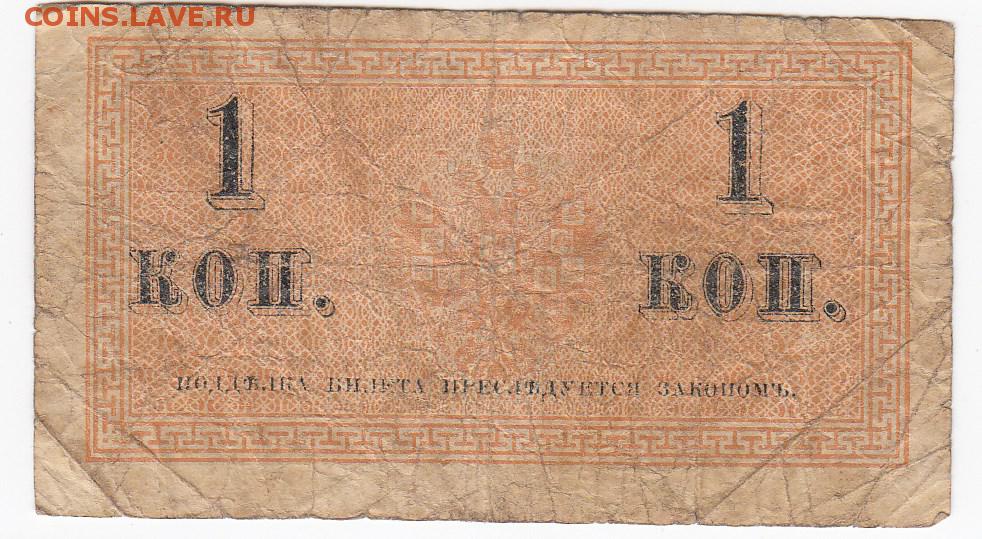 COINS.LAVE.RU
1 1
КОП. КОП.
ПОДДѢЛКА БИЛЕТА ПРЕСЛѢДУЕТСЯ ЗАКОНОМЪ.